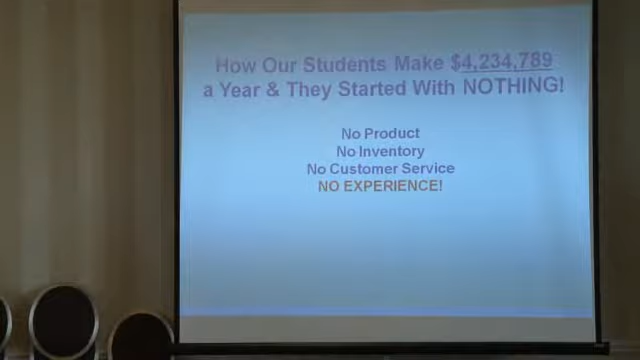 How Our Students Make $4,234,789
a Year & They Started With NOTHING!
No Product
No Inventory
No Customer Service
NO EXPERIENCE!